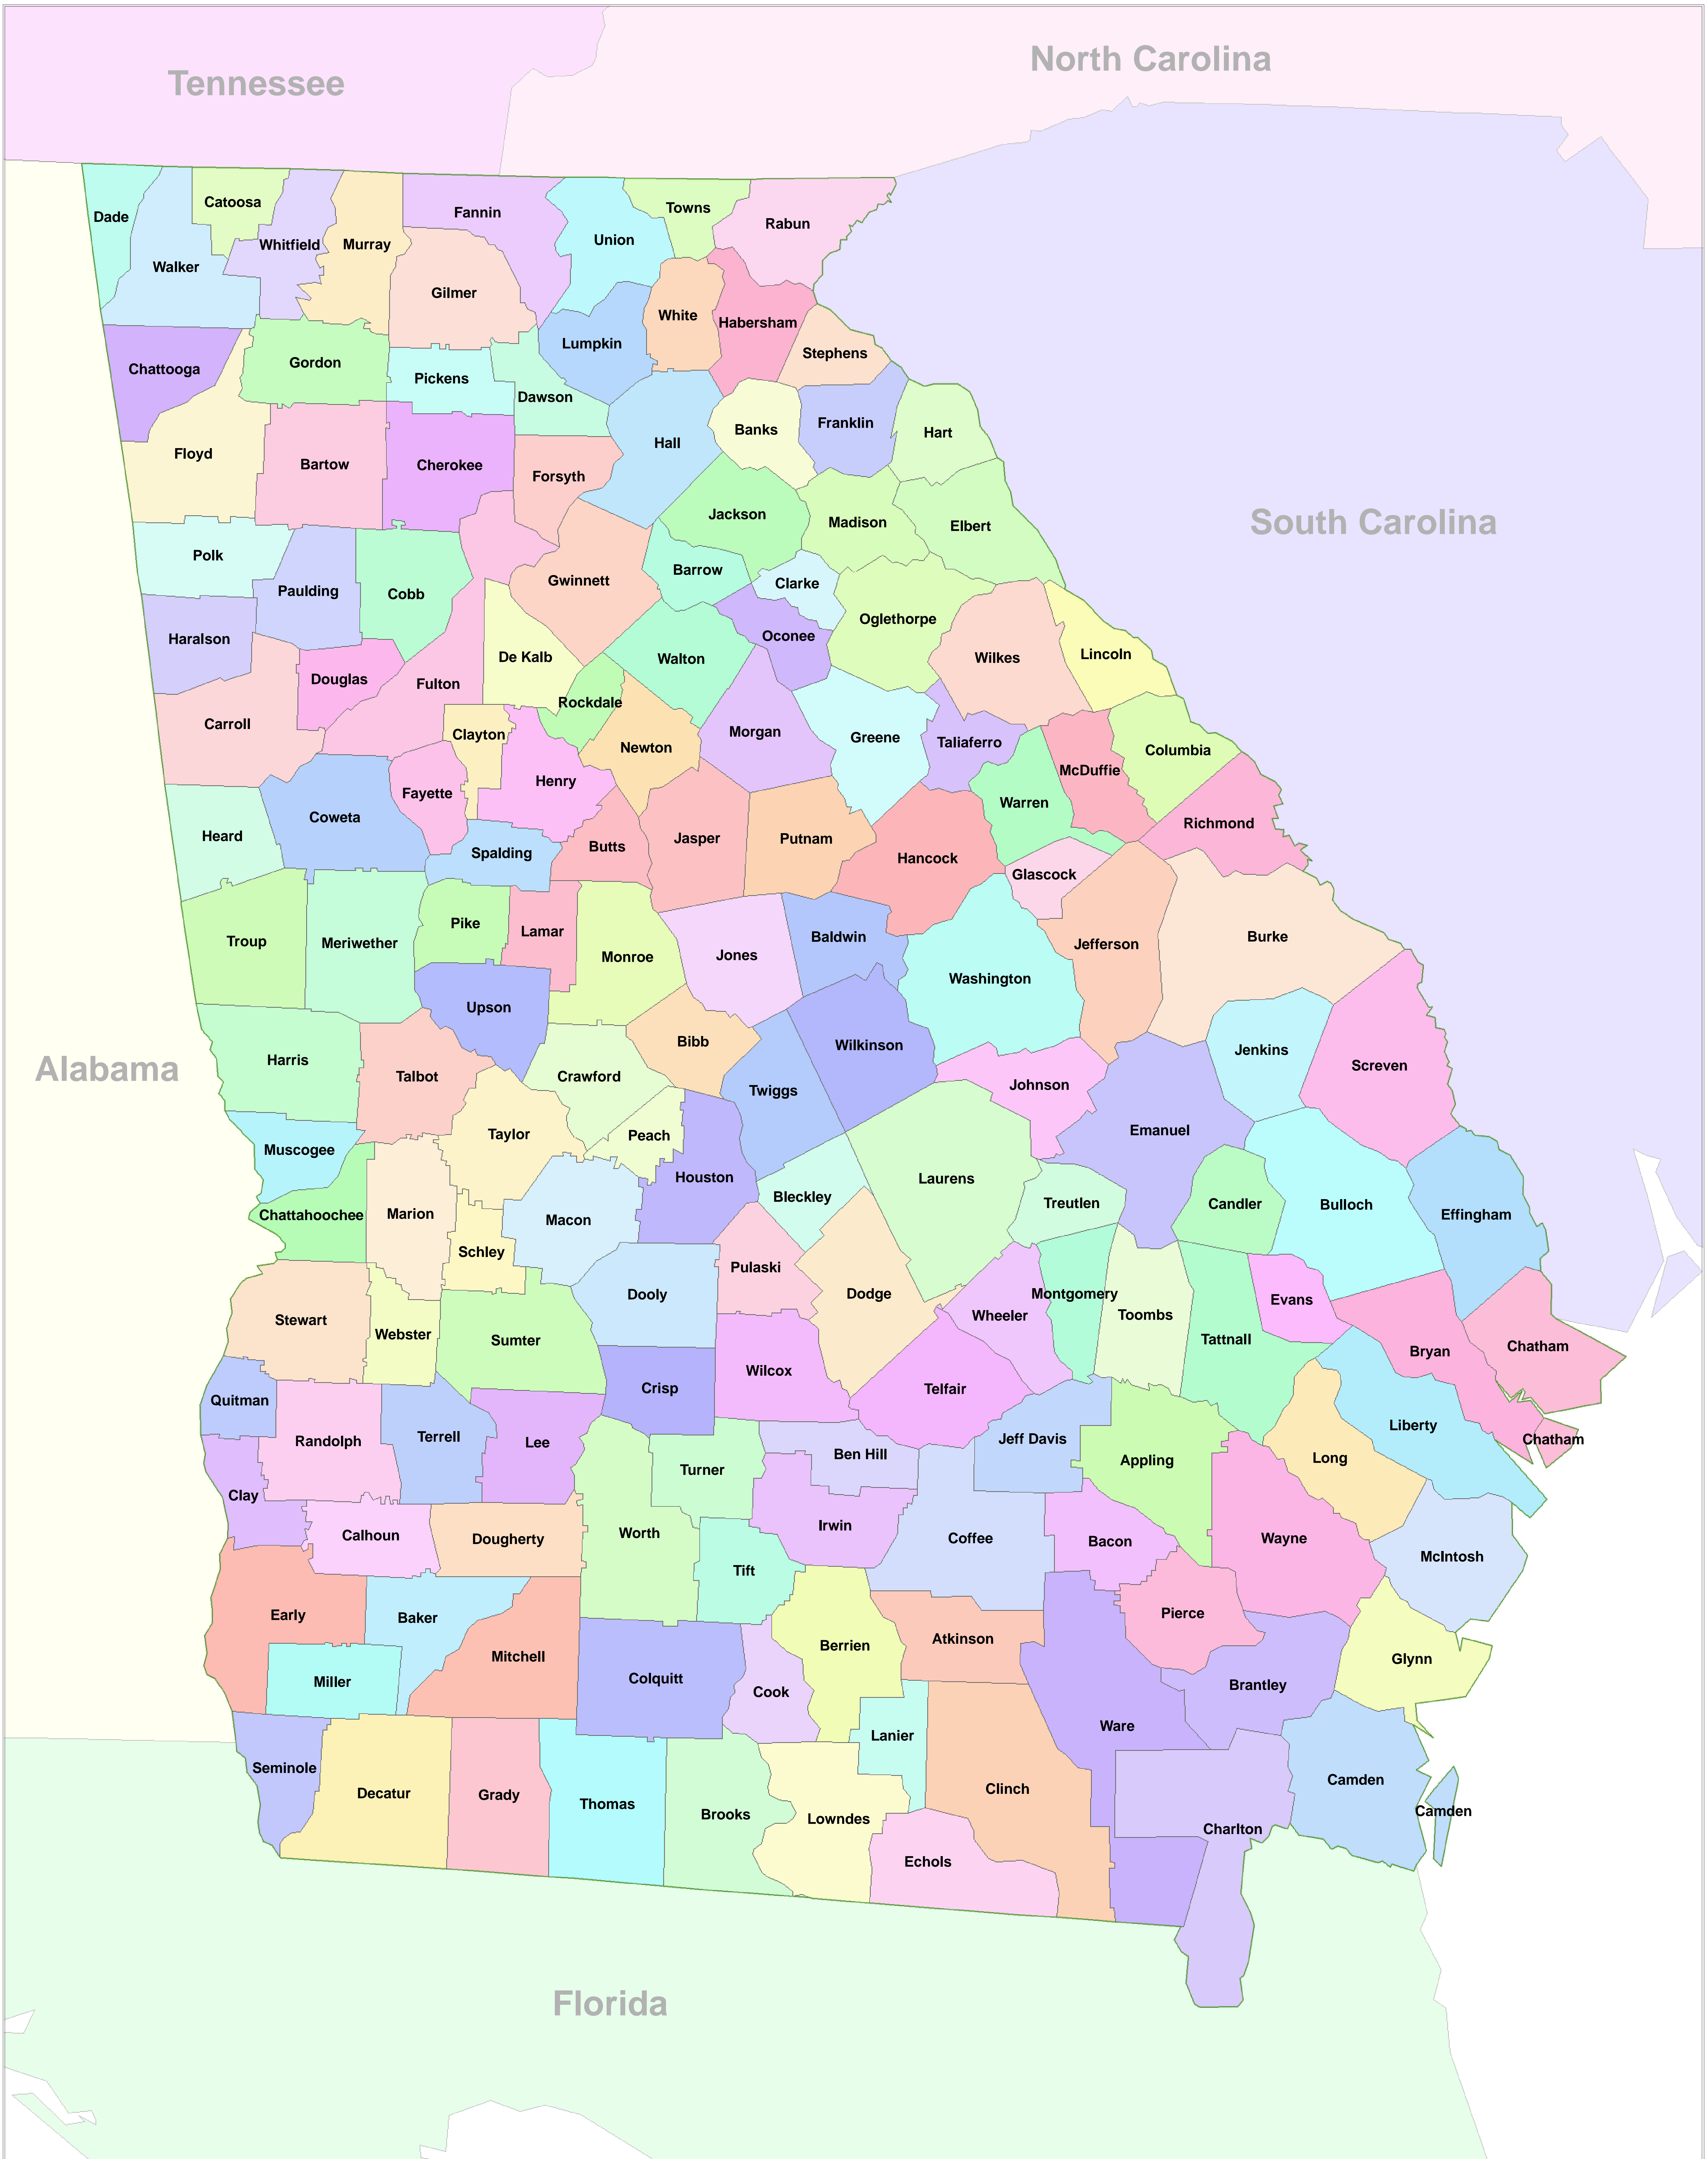 North Carolina
Tennessee
Catoosa
Towns
Fannin
Dade
Rabun
Union
Whitfield
Murray
Walker
Gilmer
White
Habersham
Lumpkin
Stephens
Gordon
Chattooga
Pickens
Dawson
Franklin
Banks
Hart
Hall
Floyd
Bartow
Cherokee
Forsyth
Jackson
Madison
South Carolina
Elbert
Polk
Barrow
Gwinnett
Clarke
Paulding
Cobb
Oglethorpe
Oconee
Haralson
Lincoln
De Kalb
Walton
Wilkes
Douglas
Fulton
Rockdale
Carroll
Morgan
Clayton
Greene
Taliaferro
Newton
Columbia
McDuffie
Henry
Fayette
Warren
Coweta
Richmond
Heard
Jasper
Putnam
Butts
Spalding
Hancock
Glascock
Pike
Lamar
Baldwin
Burke
Troup
Meriwether
Jefferson
Jones
Monroe
Washington
Upson
Bibb
Wilkinson
Jenkins
Harris
Screven
Alabama
Talbot
Crawford
Johnson
Twiggs
Emanuel
Taylor
Peach
Muscogee
Houston
Laurens
Bleckley
Treutlen
Candler
Bulloch
Chattahoochee
Marion
Effingham
Macon
Schley
Pulaski
Dooly
Dodge
Montgomery
Evans
Wheeler
Toombs
Stewart
Webster
Sumter
Tattnall
Chatham
Bryan
Wilcox
Crisp
Telfair
Quitman
Liberty
Terrell
Jeff Davis
Chatham
Randolph
Lee
Ben Hill
Long
Appling
Turner
Clay
Irwin
Worth
Calhoun
Dougherty
Coffee
Wayne
Bacon
McIntosh
Tift
Pierce
Early
Baker
Atkinson
Berrien
Mitchell
Glynn
Colquitt
Miller
Brantley
Cook
Ware
Lanier
Seminole
Camden
Clinch
Decatur
Grady
Thomas
Camden
Brooks
Lowndes
Charlton
Echols
Florida